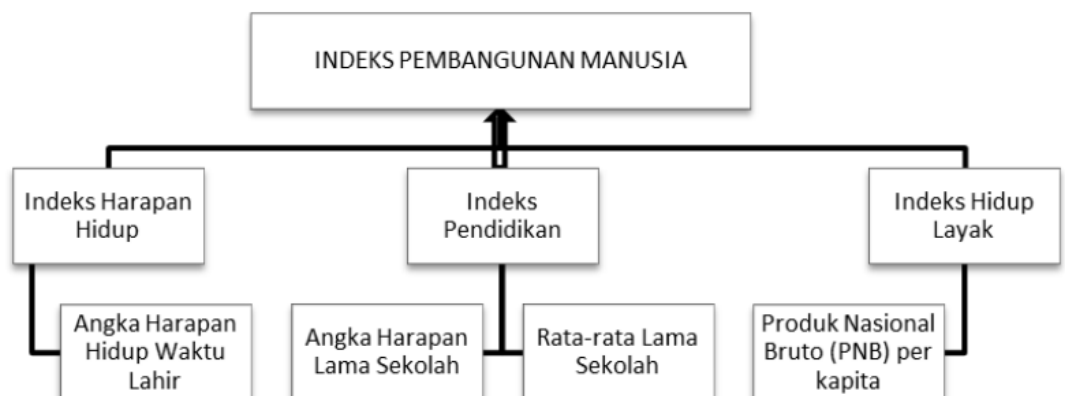 INDEKS PEMBANGUNAN MANUSIA
Indeks Harapan
Hidup
Indeks
Pendidikan
Indeks Hidup
Layak
Angka Harapan
Hidup Waktu
Lahir
Angka Harapan
Lama Sekolah
Rata-rata Lama
Sekolah
Produk Nasional
Bruto (PNB) per
kapita